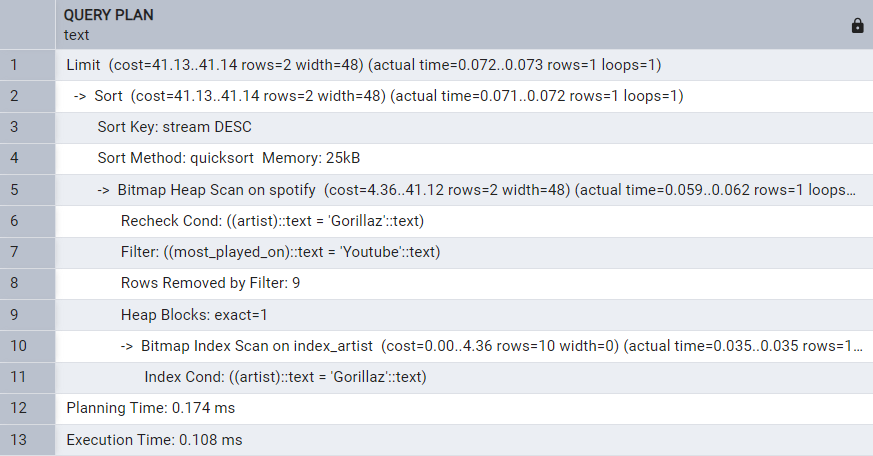 QUERY PLAN
text
1 Limit (cost=41.13..41.14 rows=2 width=48) (actual time=0.072..0.073 rows=1 loops=1)
2 -> Sort (cost=41.13..41.14 rows=2 width=48) (actual time=0.071..0.072 rows=1 loops=1)
3 Sort Key: stream DESC
4 Sort Method: quicksort Memory: 25kB
5 -> Bitmap Heap Scan on spotify (cost=4.36..41.12 rows=2 width=48) (actual time=0.059..0.062 rows=1 loops...
6 Recheck Cond: ((artist)::text = 'Gorillaz'::text)
7 Filter: ((most_played_on)::text = 'Youtube'::text)
8 Rows Removed by Filter: 9
9 Heap Blocks: exact=1
10 -> Bitmap Index Scan on index_artist (cost=0.00..4.36 rows=10 width=0) (actual time=0.035..0.035 rows=1...
11 Index Cond: ((artist)::text = 'Gorillaz'::text)
12 Planning Time: 0.174 ms
13 Execution Time: 0.108 ms